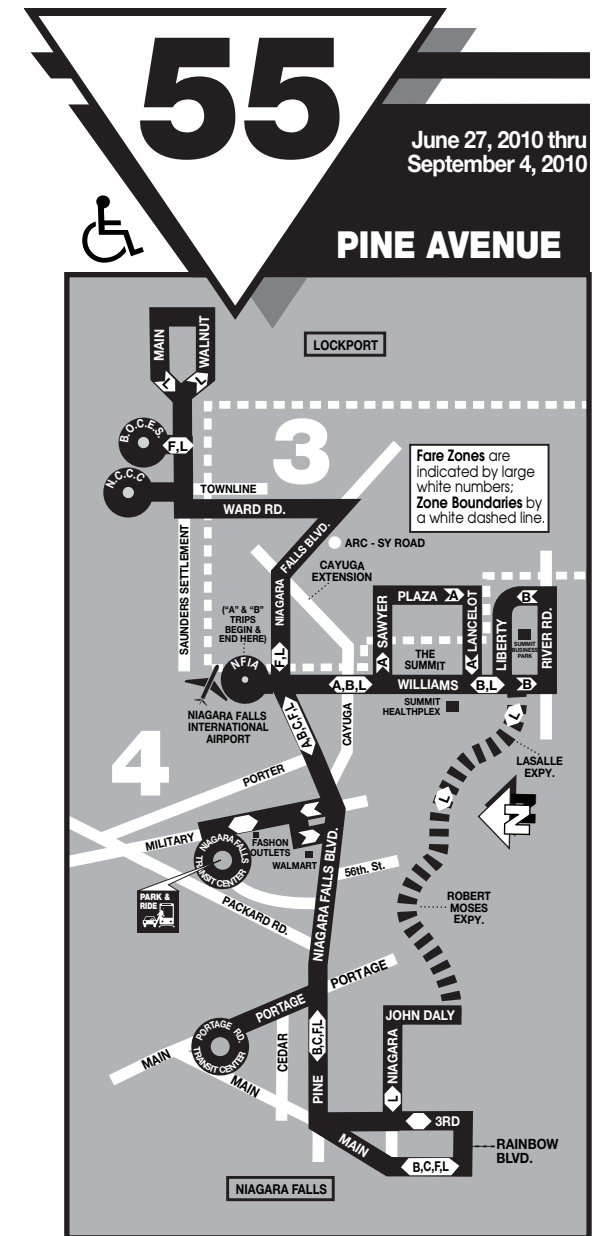 55
June 27, 2010 thru
September 4, 2010
PINE AVENUE
LOCKPORT
MAIN
WALNUT
L
L
B.O.C.E.S.
F,L
N.C.C.C
3
TOWNLINE
WARD RD.
Fare Zones are
indicated by large
white numbers;
Zone Boundaries by
a white dashed line.
FALLS BLVD.
NIAGARA
ARC - SY ROAD
CAYUGA
EXTENSION
SAUNDERS SETTLEMENT
("A" & "B"
TRIPS
BEGIN &
END HERE)
NFIA
F,L
NIAGARA FALLS
INTERNATIONAL
AIRPORT
PLAZA
A
SAWYER
A
LANCELOT
A
THE
SUMMIT
LIBERTY
B
SUMMIT
BUSINESS
PARK
RIVER RD.
A,B,L
WILLIAMS
B,L
B
SUMMIT
HEALTHPLEX
CAYUGA
A,B,C,F,L
L
LASALLE
EXPY.
N
L
4
PORTER
MILITARY
NIAGARA FALLS
TRANSIT CENTER
FASHON
OUTLETS
WALMART
NIAGARA FALLS BLVD.
56th. St.
PARK &
RIDE
PACKARD RD.
ROBERT
MOSES
EXPY.
PORTAGE
PORTAGE
PORTAGE RD.
TRANSIT CENTER
MAIN
MAIN
CEDAR
B,C,F,L
PINE
JOHN DALY
NIAGARA
L
3RD
MAIN
B,C,F,L
RAINBOW
BLVD.
NIAGARA FALLS